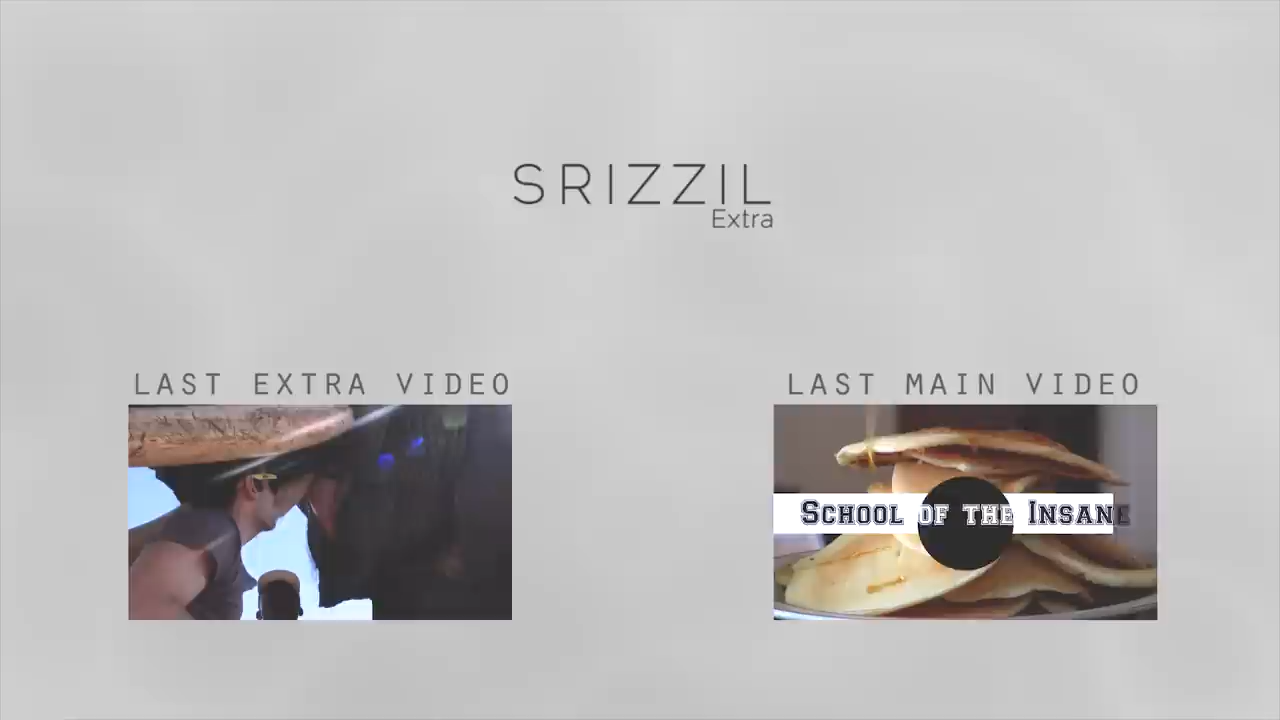 SRIZZIL
Extra
LAST EXTRA VIDEO
LAST MAIN VIDEO
School of the Insane